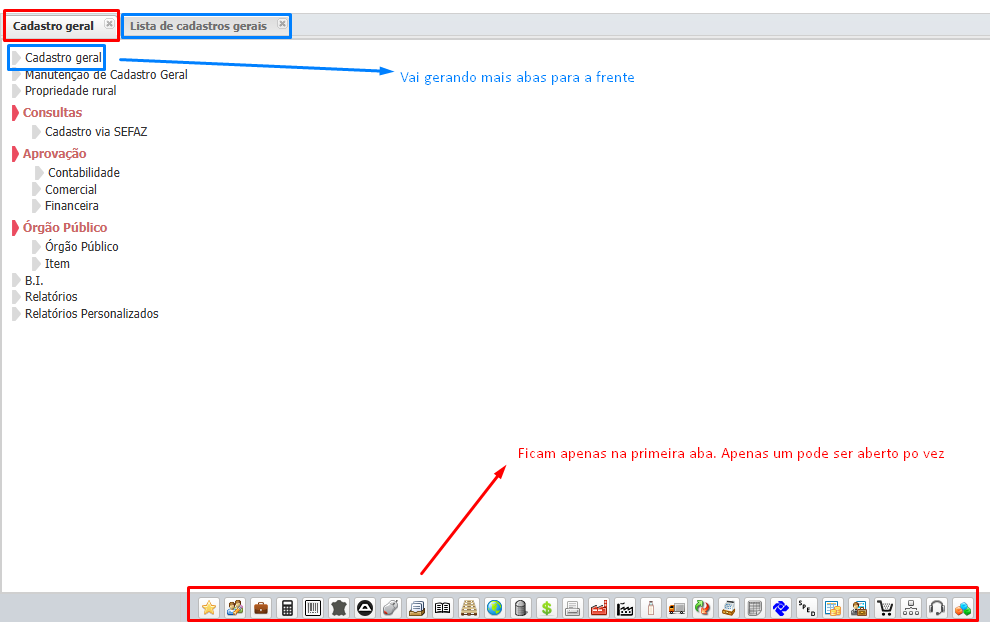 Cadastro geral
Lista de cadastros gerais
Cadastro geral
Vai gerando mais abas para a frente
Manutenção de Cadastro Geral
Propriedade rural
Consultas
Cadastro via SEFAZ
Aprovação
Contabilidade
Comercial
Financeira
Órgão Público
Órgão Público
Item
B.I.
Relatórios
Relatórios Personalizados
Ficam apenas na primeira aba. Apenas um pode ser aberto po vez
SPED